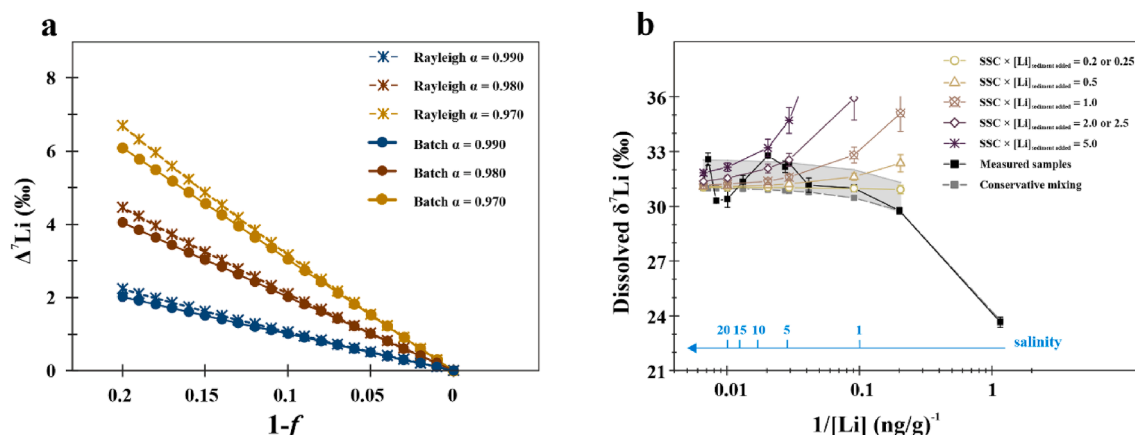 a
Δ⁷Li (‰)
8
6
4
2
0
0.2
0.15
0.1
0.05
0
1-f
Rayleigh α = 0.990
Rayleigh α = 0.980
Rayleigh α = 0.970
Batch α = 0.990
Batch α = 0.980
Batch α = 0.970
b
Dissolved δ⁷Li (‰)
36
33
30
27
24
21
0.01
0.1
1
1/[Li] (ng/g)⁻¹
20 15 10 5 1
salinity
SSC × [Li]sediment added = 0.2 or 0.25
SSC × [Li]sediment added = 0.5
SSC × [Li]sediment added = 1.0
SSC × [Li]sediment added = 2.0 or 2.5
SSC × [Li]sediment added = 5.0
Measured samples
Conservative mixing